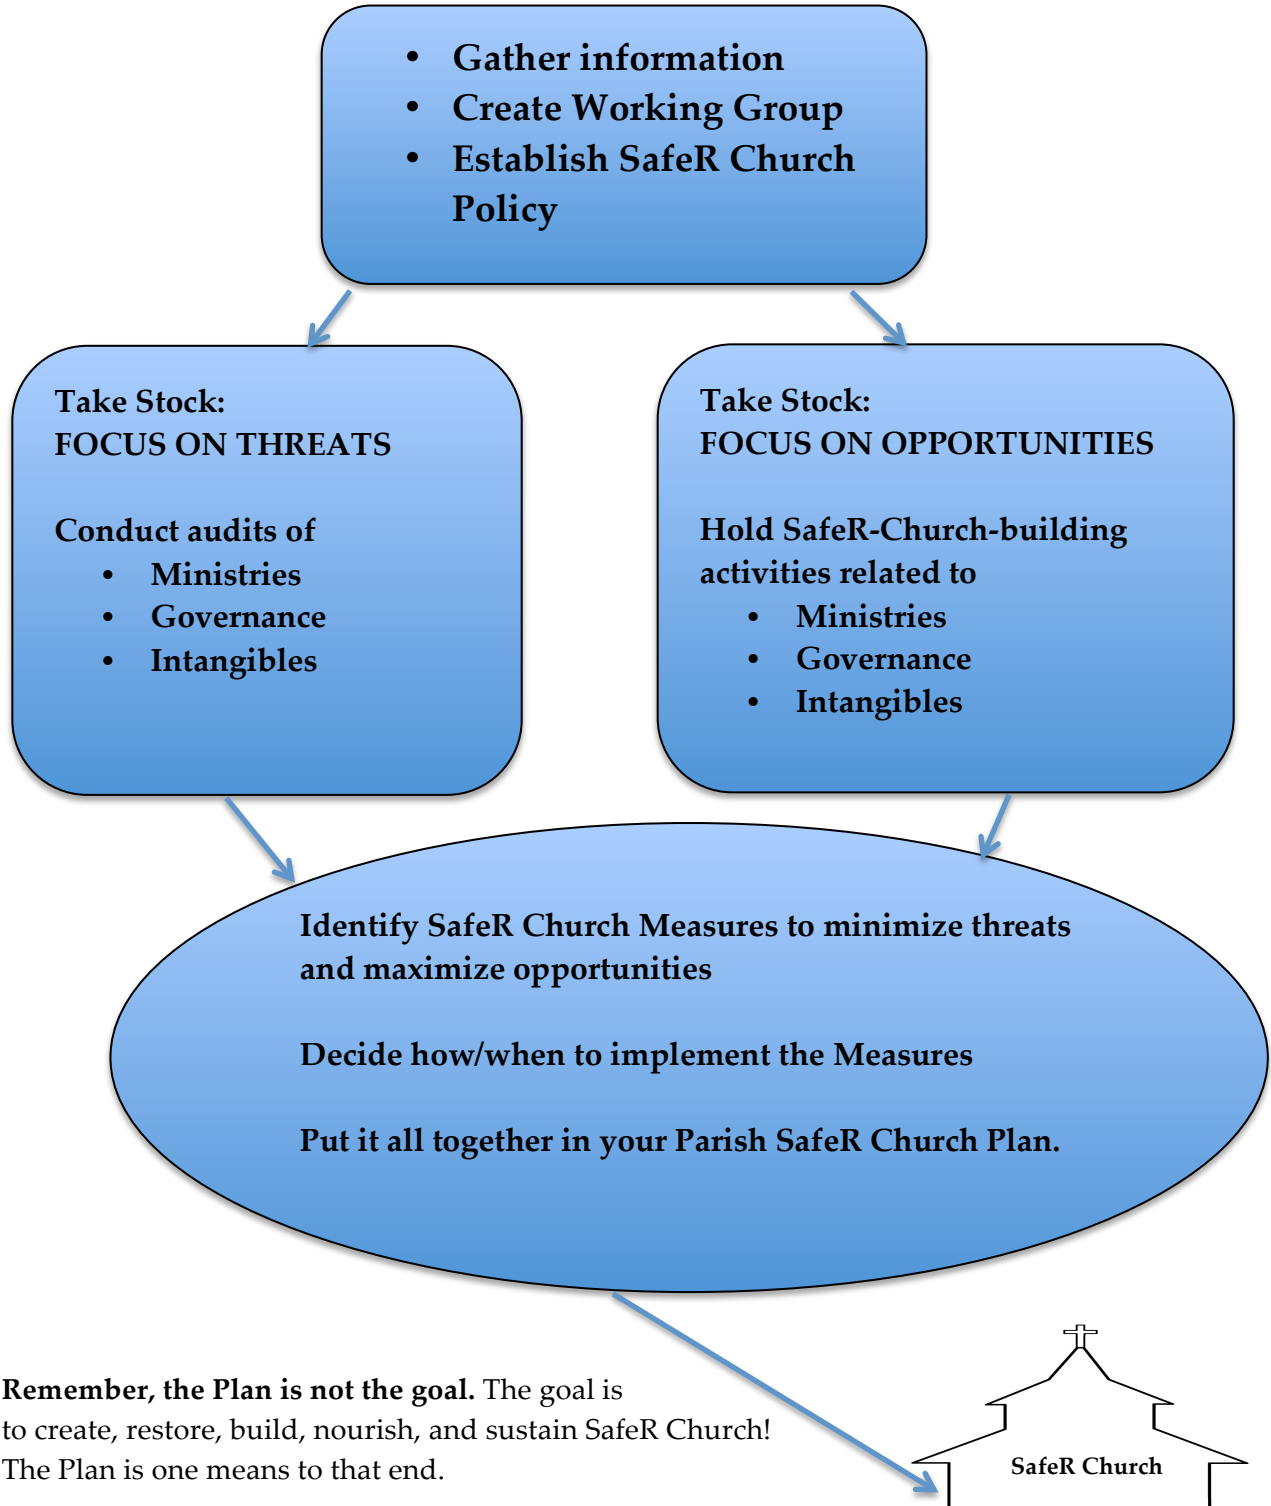 • Gather information
• Create Working Group
• Establish SafeR Church
Policy
Take Stock:
FOCUS ON THREATS
Conduct audits of
• Ministries
• Governance
• Intangibles
Take Stock:
FOCUS ON OPPORTUNITIES
Hold SafeR-Church-building
activities related to
• Ministries
• Governance
• Intangibles
Identify SafeR Church Measures to minimize threats
and maximize opportunities
Decide how/when to implement the Measures
Put it all together in your Parish SafeR Church Plan.
Remember, the Plan is not the goal. The goal is
to create, restore, build, nourish, and sustain SafeR Church!
The Plan is one means to that end.
SafeR Church